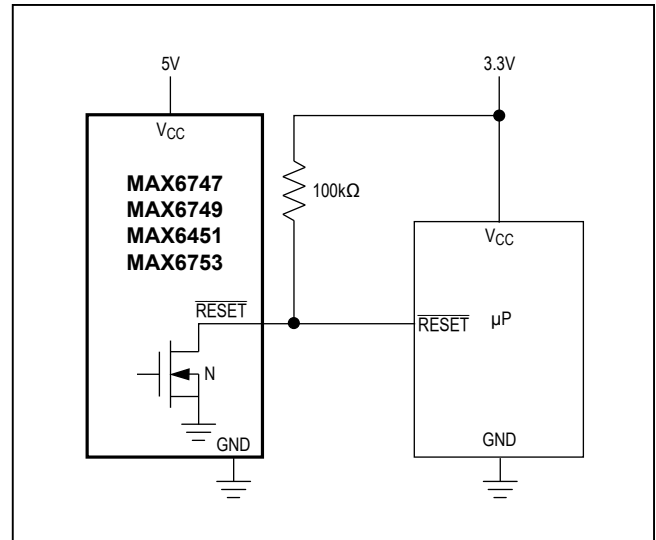 5V
3.3V
VCC
MAX6747
MAX6749
MAX6451
MAX6753
100kΩ
VCC
RESET
RESET
µP
N
GND
GND